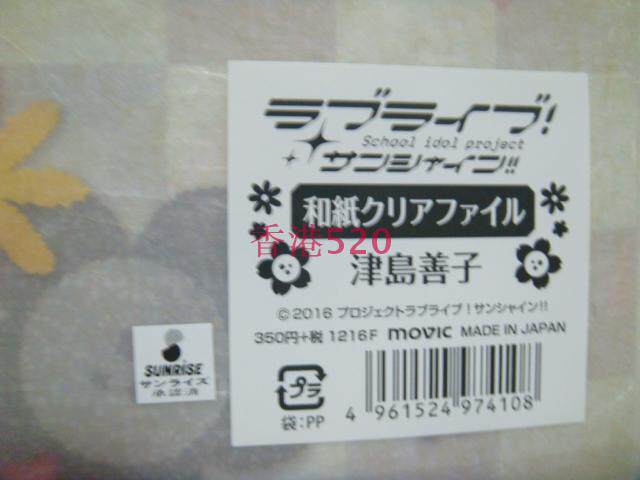 ラブライブ!
School idol project
サンシャイン!!
和紙クリアファイル
香港520
津島善子
©2016 プロジェクトラブライブ!サンシャイン!!
350円+税 1216F movic MADE IN JAPAN
プラ
袋:PP
4 961524 974108
SUNRISE
サンライズ
承認済